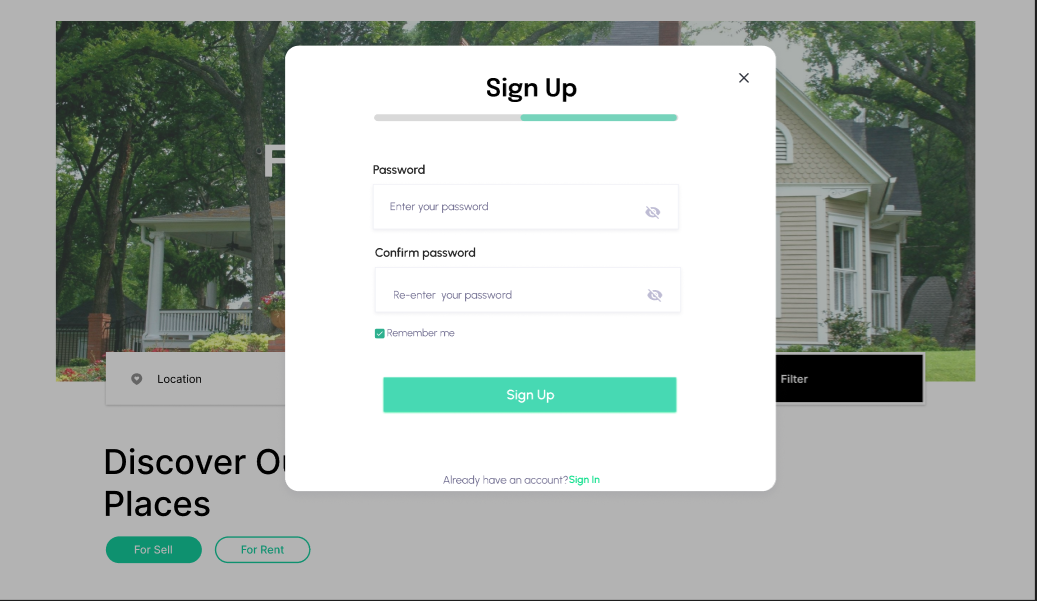 Sign Up
F
Password
Enter your password
Confirm password
Re-enter your password
Remember me
Location
Filter
Sign Up
Discover Ou
Places
Already have an account?Sign In
For Sell
For Rent